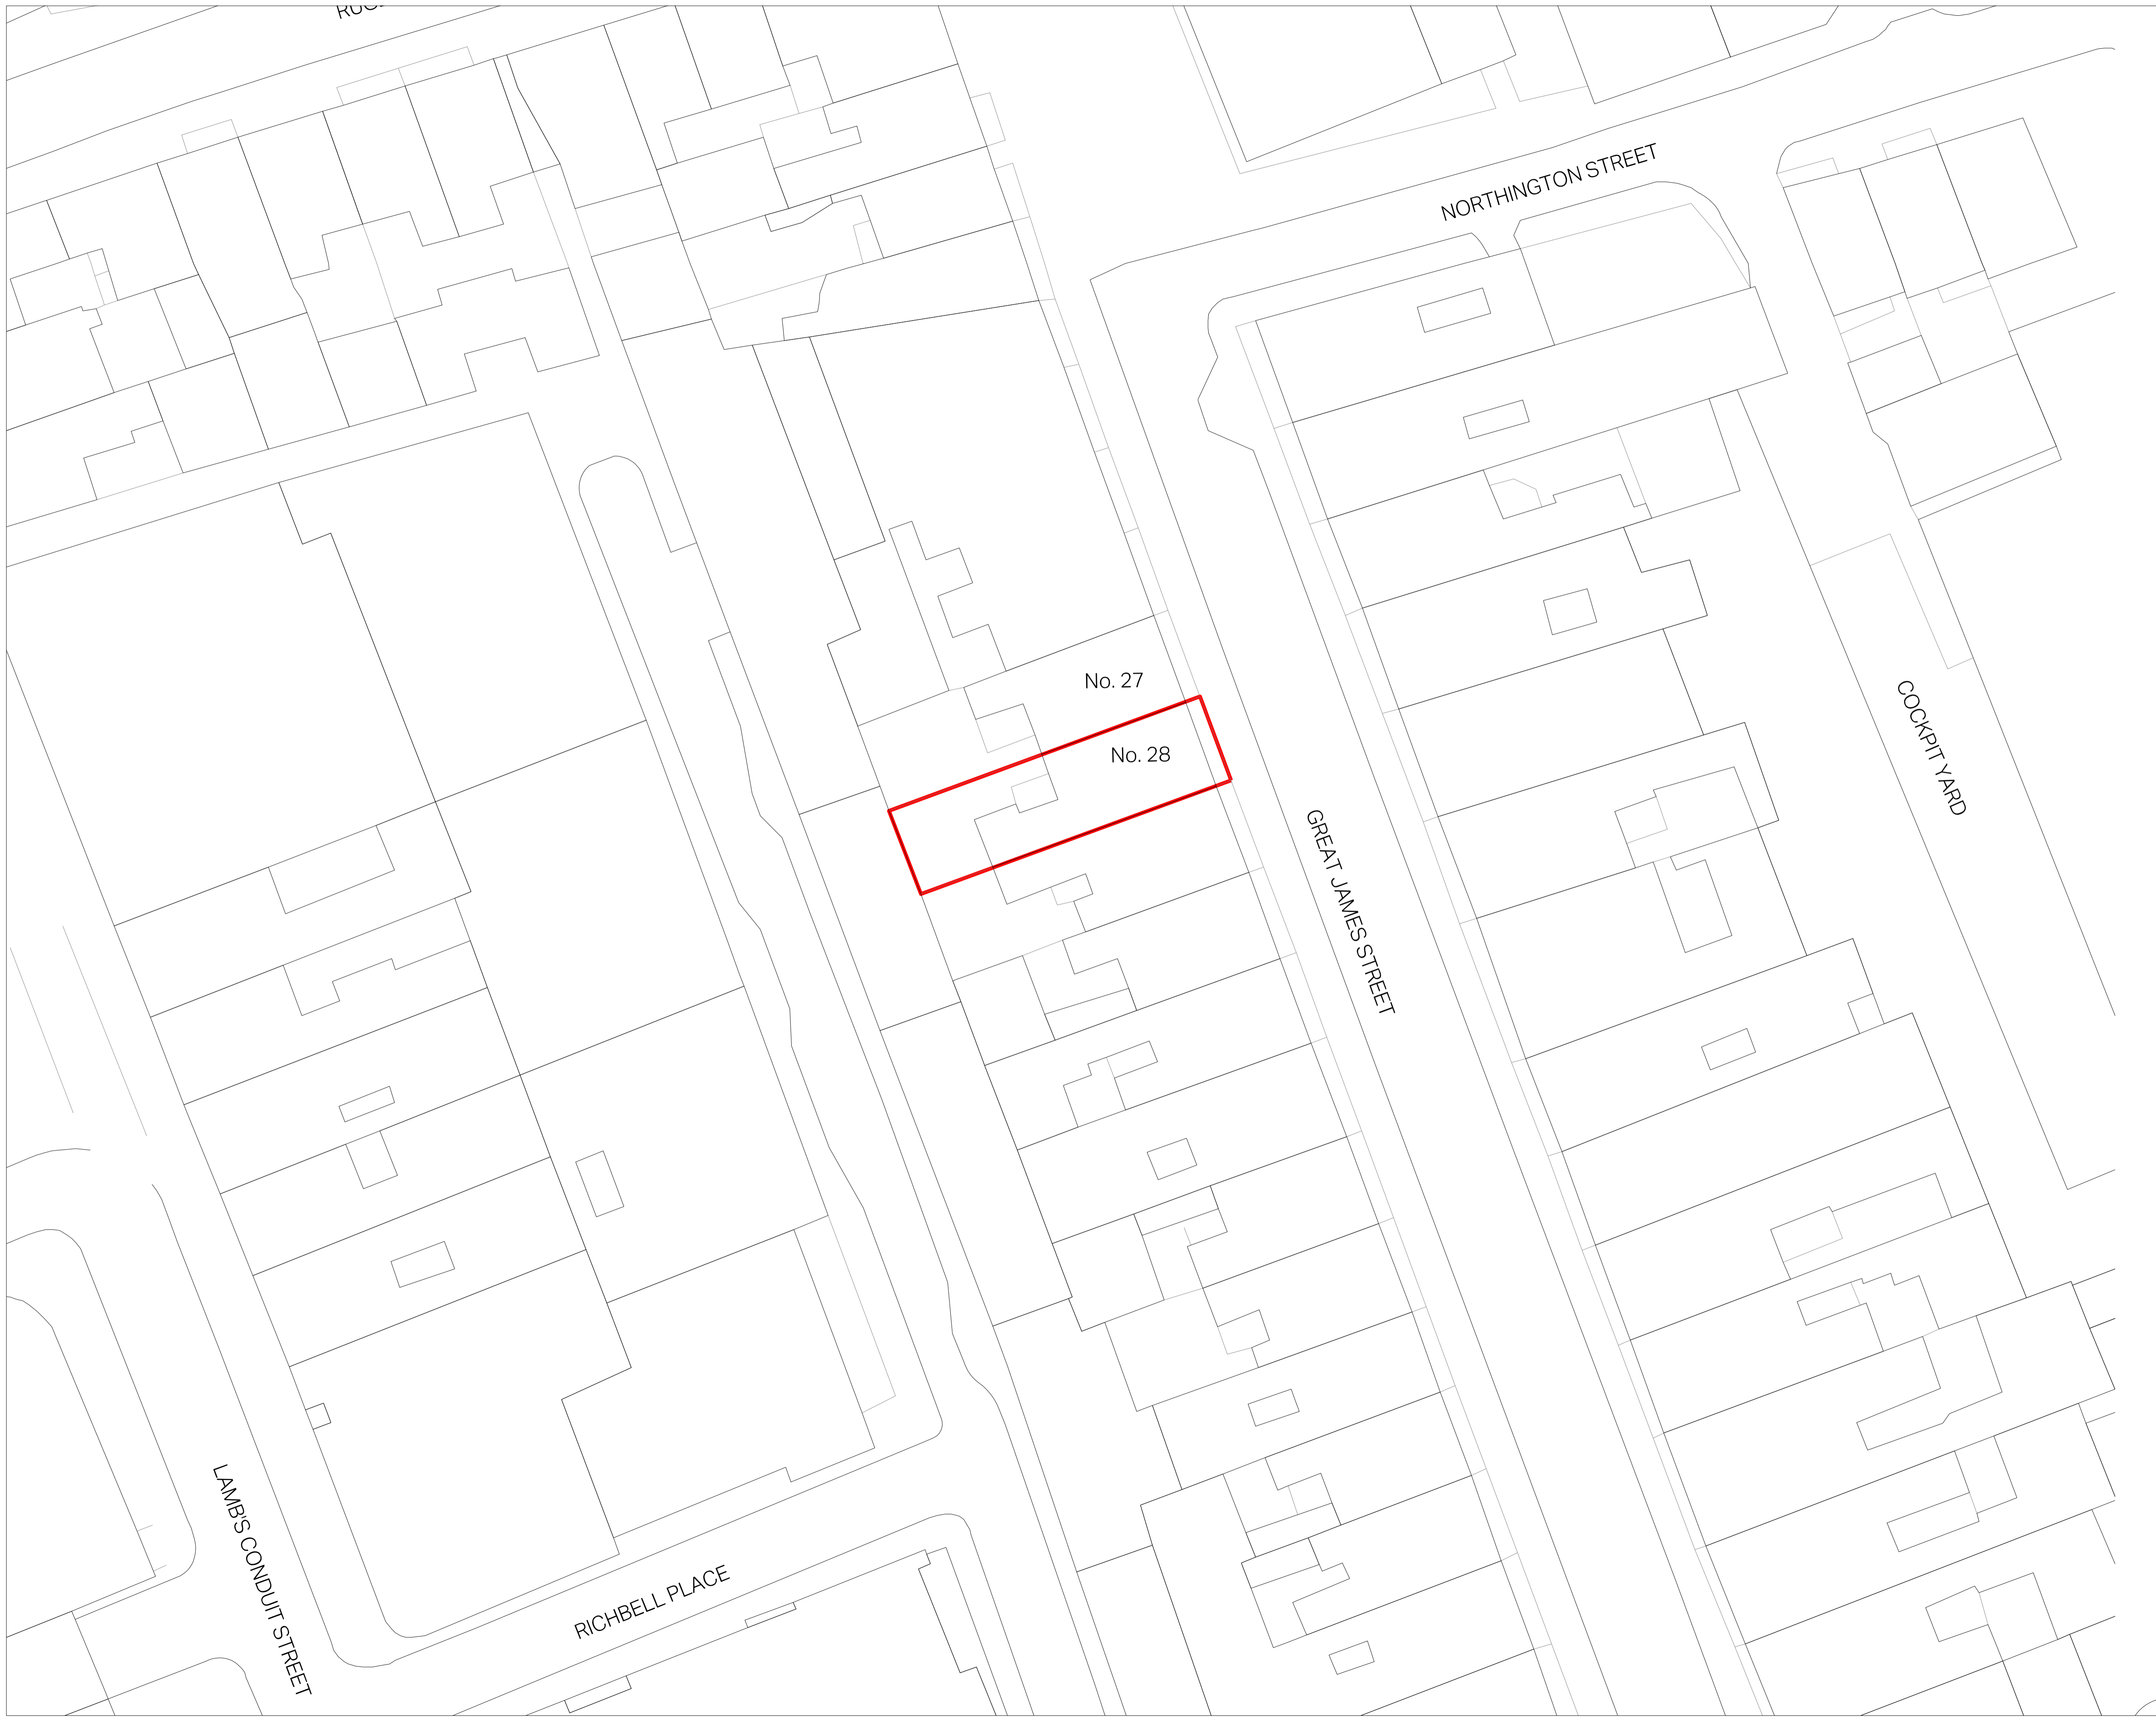 NORTHINGTON STREET
No. 27
No. 28
COCKPIT YARD
GREAT JAMES STREET
LAMB'S CONDUIT STREET
RICHBELL PLACE